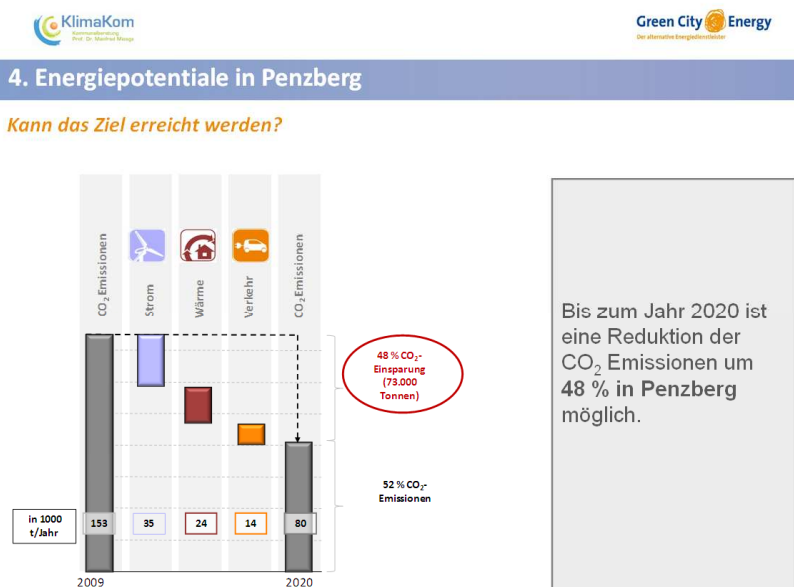 KlimaKom
Kommunalberatung
Prof. Dr. Manfred Miosga
Green City Energy
Der alternative Energiedienstleister
4. Energiepotentiale in Penzberg
Kann das Ziel erreicht werden?
CO₂ Emissionen
Strom
Wärme
Verkehr
CO₂ Emissionen
48 % CO₂-
Einsparung
(73.000
Tonnen)
52 % CO₂-
Emissionen
in 1000
t/Jahr
153
35
24
14
80
2009
2020
Bis zum Jahr 2020 ist
eine Reduktion der
CO₂ Emissionen um
48 % in Penzberg
möglich.